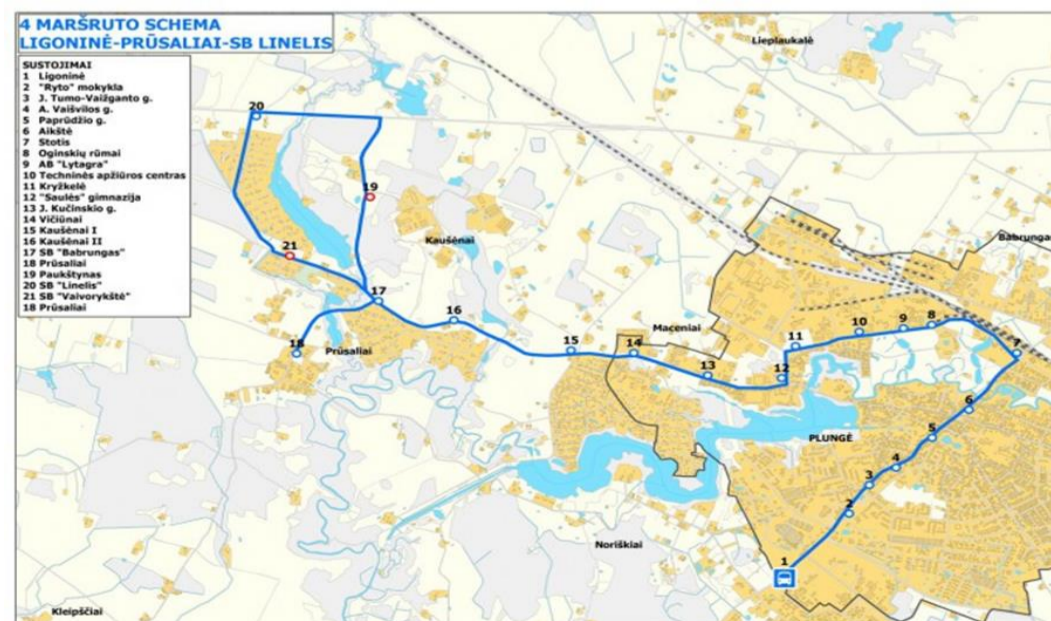 4 MARŠRUTO SCHEMA
LIGONINĖ-PRŪSALIAI-SB LINELIS
SUSTOJIMAI
1 Ligoninė
2 "Ryto" mokykla
3 J. Tumo-Vaižganto g.
4 A. Vaišvilos g.
5 Paprūdžio g.
6 Aikštė
7 Stotis
8 Oginskių rūmai
9 AB "Lytagra"
10 Techninės apžiūros centras
11 Kryžkelė
12 "Saulės" gimnazija
13 J. Kučinskio g.
14 Vičiūnai
15 Kaušėnai I
16 Kaušėnai II
17 SB "Babrungas"
18 Prūsaliai
19 Paukštynas
20 SB "Linelis"
21 SB "Vaivorykštė"
18 Prūsaliai
Lieplaukalė
20
19
Kaušėnai
Babrungas
21
17
16
Mačeniai
15
14
13
12
11
10
9
8
7
18
Prūsaliai
6
PLUNGĖ
5
4
3
2
Noriškiai
1
Kleipščiai